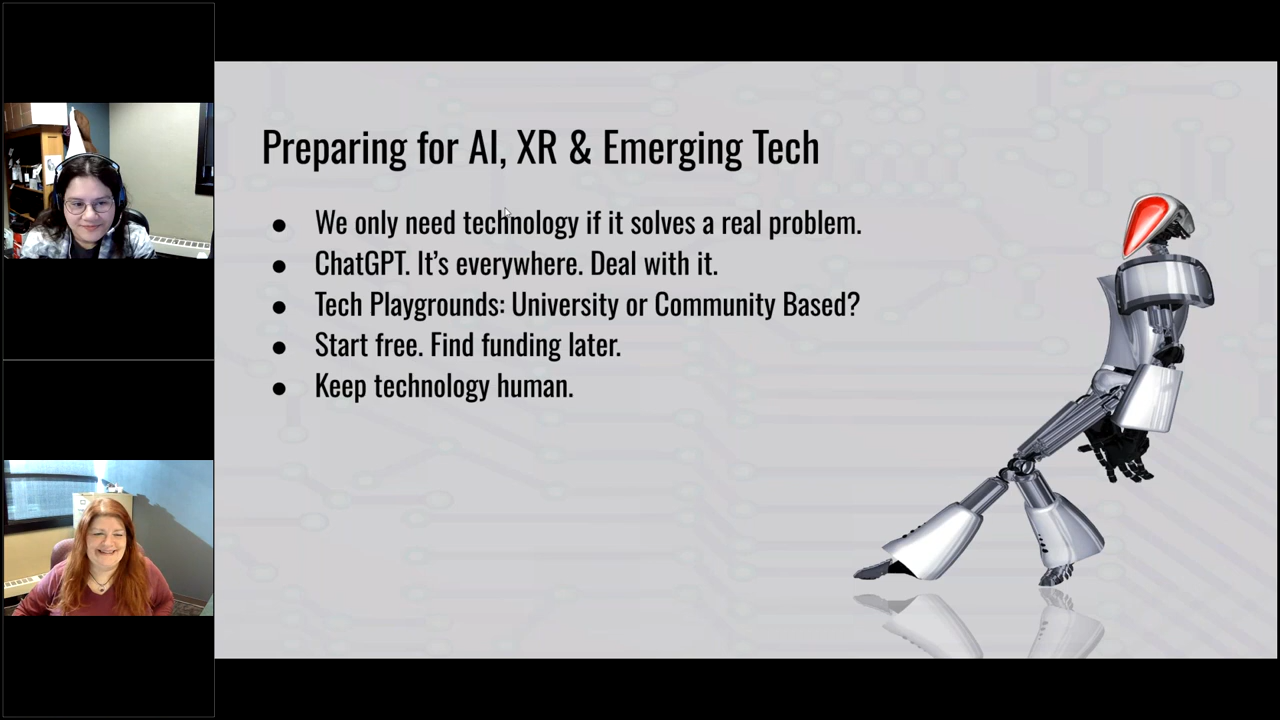 Preparing for AI, XR & Emerging Tech
● We only need technology if it solves a real problem.
● ChatGPT. It’s everywhere. Deal with it.
● Tech Playgrounds: University or Community Based?
● Start free. Find funding later.
● Keep technology human.